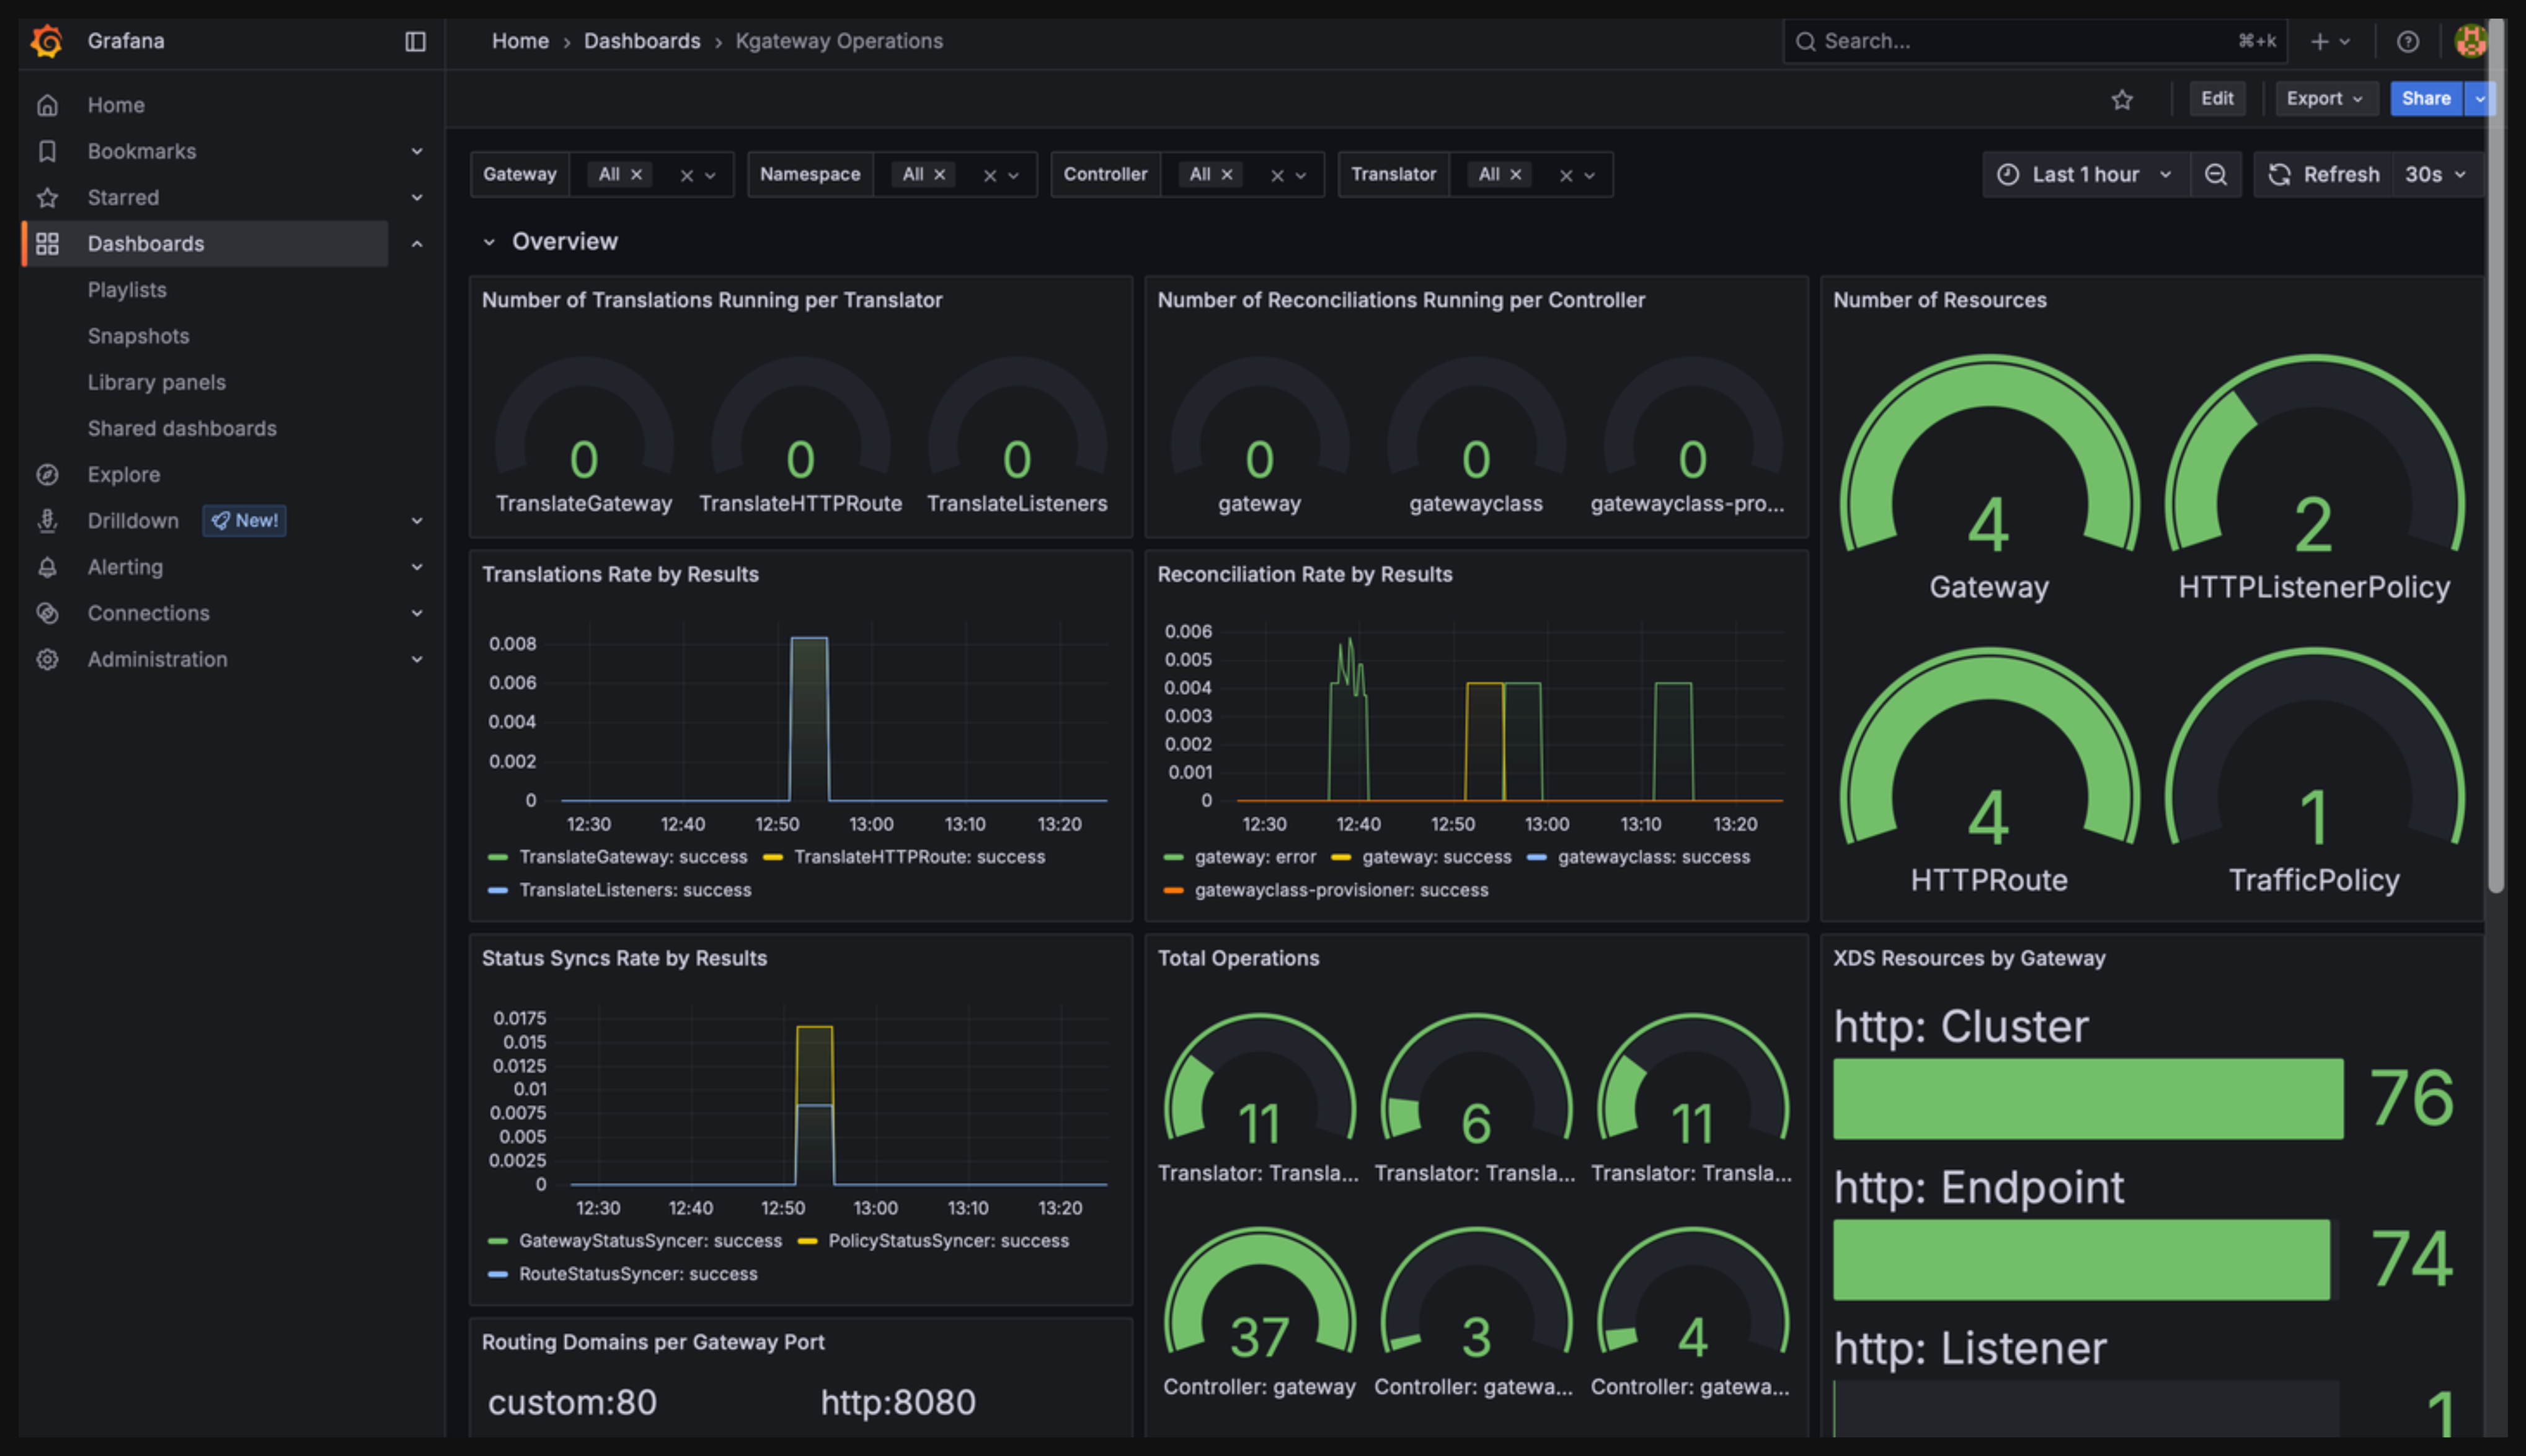 Grafana
Home › Dashboards › Kgateway Operations
Search...
⌘+k
Edit
Export
Share
Home
Bookmarks
Starred
Dashboards
Playlists
Snapshots
Library panels
Shared dashboards
Explore
Drilldown New!
Alerting
Connections
Administration
Gateway All
Namespace All
Controller All
Translator All
Last 1 hour
Refresh 30s
Overview
Number of Translations Running per Translator
0 0 0
TranslateGateway TranslateHTTPRoute TranslateListeners
Number of Reconciliations Running per Controller
0 0 0
gateway gatewayclass gatewayclass-pro...
Number of Resources
4 2
Gateway HTTPListenerPolicy
4 1
HTTPRoute TrafficPolicy
Translations Rate by Results
0.008
0.006
0.004
0.002
0
12:30 12:40 12:50 13:00 13:10 13:20
TranslateGateway: success TranslateHTTPRoute: success
TranslateListeners: success
Reconciliation Rate by Results
0.006
0.005
0.004
0.003
0.002
0.001
0
12:30 12:40 12:50 13:00 13:10 13:20
gateway: error gateway: success gatewayclass: success
gatewayclass-provisioner: success
Status Syncs Rate by Results
0.0175
0.015
0.0125
0.01
0.0075
0.005
0.0025
0
12:30 12:40 12:50 13:00 13:10 13:20
GatewayStatusSyncer: success PolicyStatusSyncer: success
RouteStatusSyncer: success
Total Operations
11 6 11
Translator: Transla... Translator: Transla... Translator: Transla...
37 3 4
Controller: gateway Controller: gatewa... Controller: gatewa...
XDS Resources by Gateway
http: Cluster
76
http: Endpoint
74
http: Listener
1
Routing Domains per Gateway Port
custom:80 http:8080